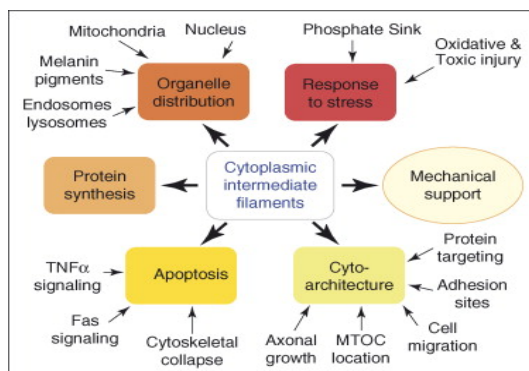 Mitochondria
Nucleus
Melanin
pigments
Endosomes
lysosomes
Organelle
distribution
Phosphate Sink
Oxidative &
Toxic injury
Response
to stress
Protein
synthesis
Cytoplasmic
intermediate
filaments
Mechanical
support
TNFα
signaling
Fas
signaling
Cytoskeletal
collapse
Apoptosis
Cyto-
architecture
Protein
targeting
Adhesion
sites
Cell
migration
MTOC
location
Axonal
growth